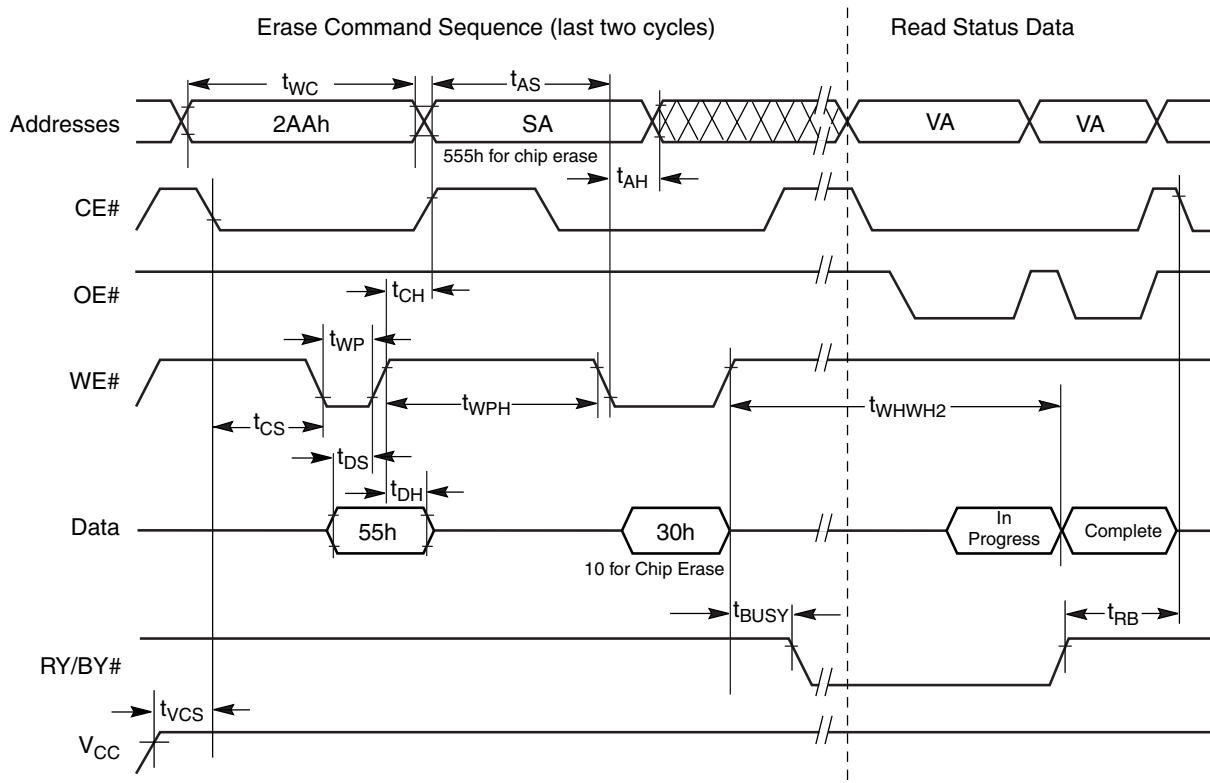 Erase Command Sequence (last two cycles)
Read Status Data
tWC
tAS
Addresses
2AAh
SA
VA
VA
555h for chip erase
tAH
CE#
OE#
tCH
tWP
WE#
tWPH
tWHWH2
tCS
tDS
tDH
Data
55h
30h
In
Progress
Complete
10 for Chip Erase
tBUSY
tRB
RY/BY#
tVCS
VCC